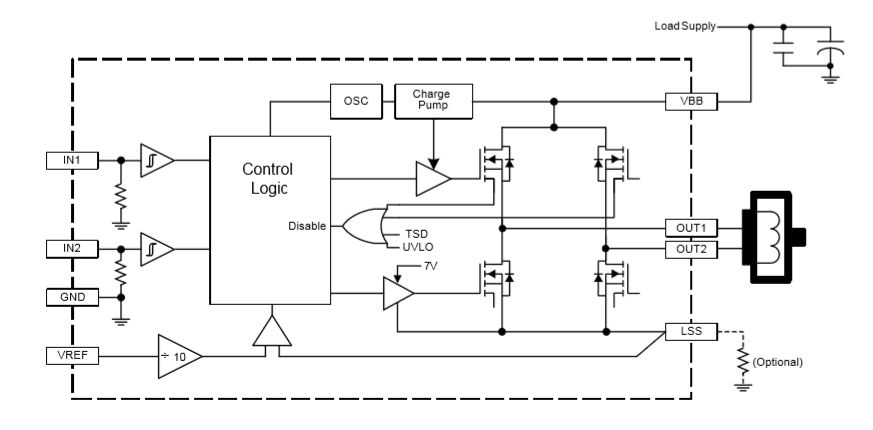 Load Supply
OSC
Charge
Pump
VBB
IN1
Control
Logic
Disable
TSD
UVLO
OUT1
IN2
OUT2
7V
GND
LSS
VREF
÷ 10
(Optional)